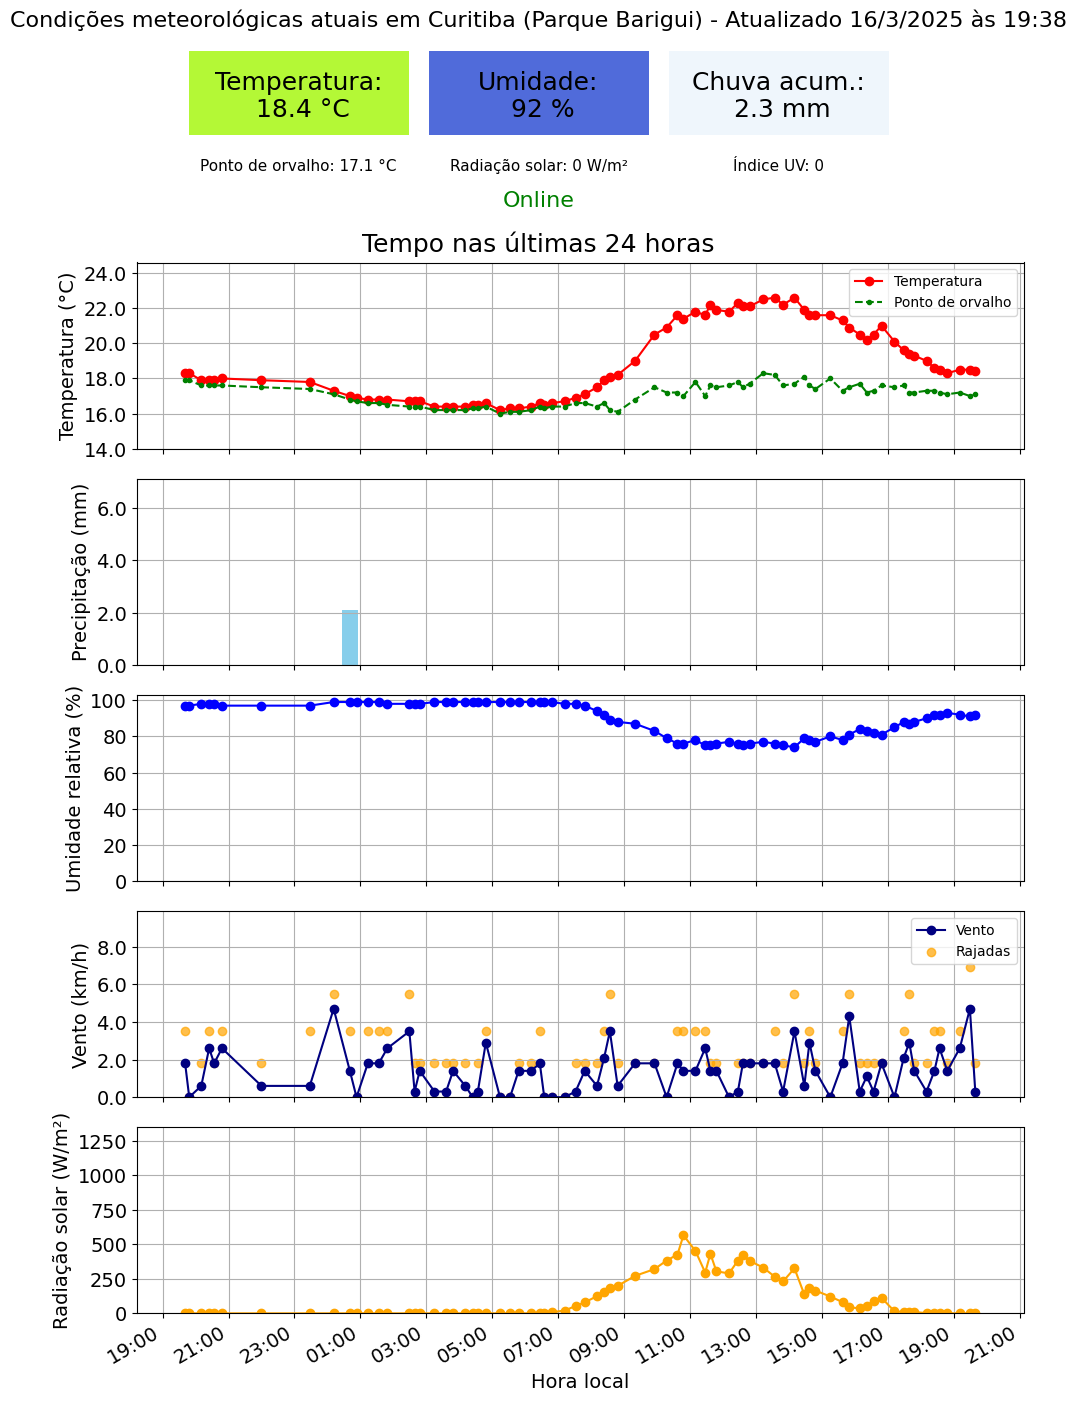 Condições meteorológicas atuais em Curitiba (Parque Barigui) - Atualizado 16/3/2025 às 19:38
Temperatura:
18.4 °C
Umidade:
92 %
Chuva acum.:
2.3 mm
Ponto de orvalho: 17.1 °C
Radiação solar: 0 W/m²
Índice UV: 0
Online
Tempo nas últimas 24 horas
Temperatura (°C)
24.0
22.0
20.0
18.0
16.0
14.0
Temperatura
Ponto de orvalho
Precipitação (mm)
6.0
4.0
2.0
0.0
Umidade relativa (%)
100
80
60
40
20
0
Vento (km/h)
8.0
6.0
4.0
2.0
0.0
Vento
Rajadas
Radiação solar (W/m²)
1250
1000
750
500
250
0
19:00
21:00
23:00
01:00
03:00
05:00
07:00
09:00
11:00
13:00
15:00
17:00
19:00
21:00
Hora local